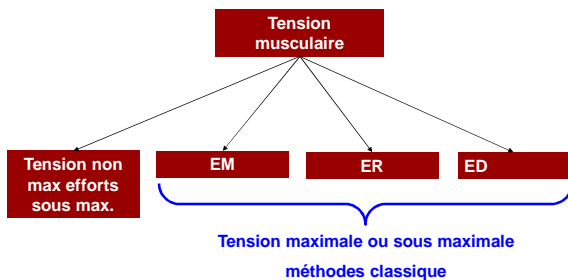 Tension
musculaire
Tension non
max efforts
sous max.
EM
ER
ED
Tension maximale ou sous maximale
méthodes classique